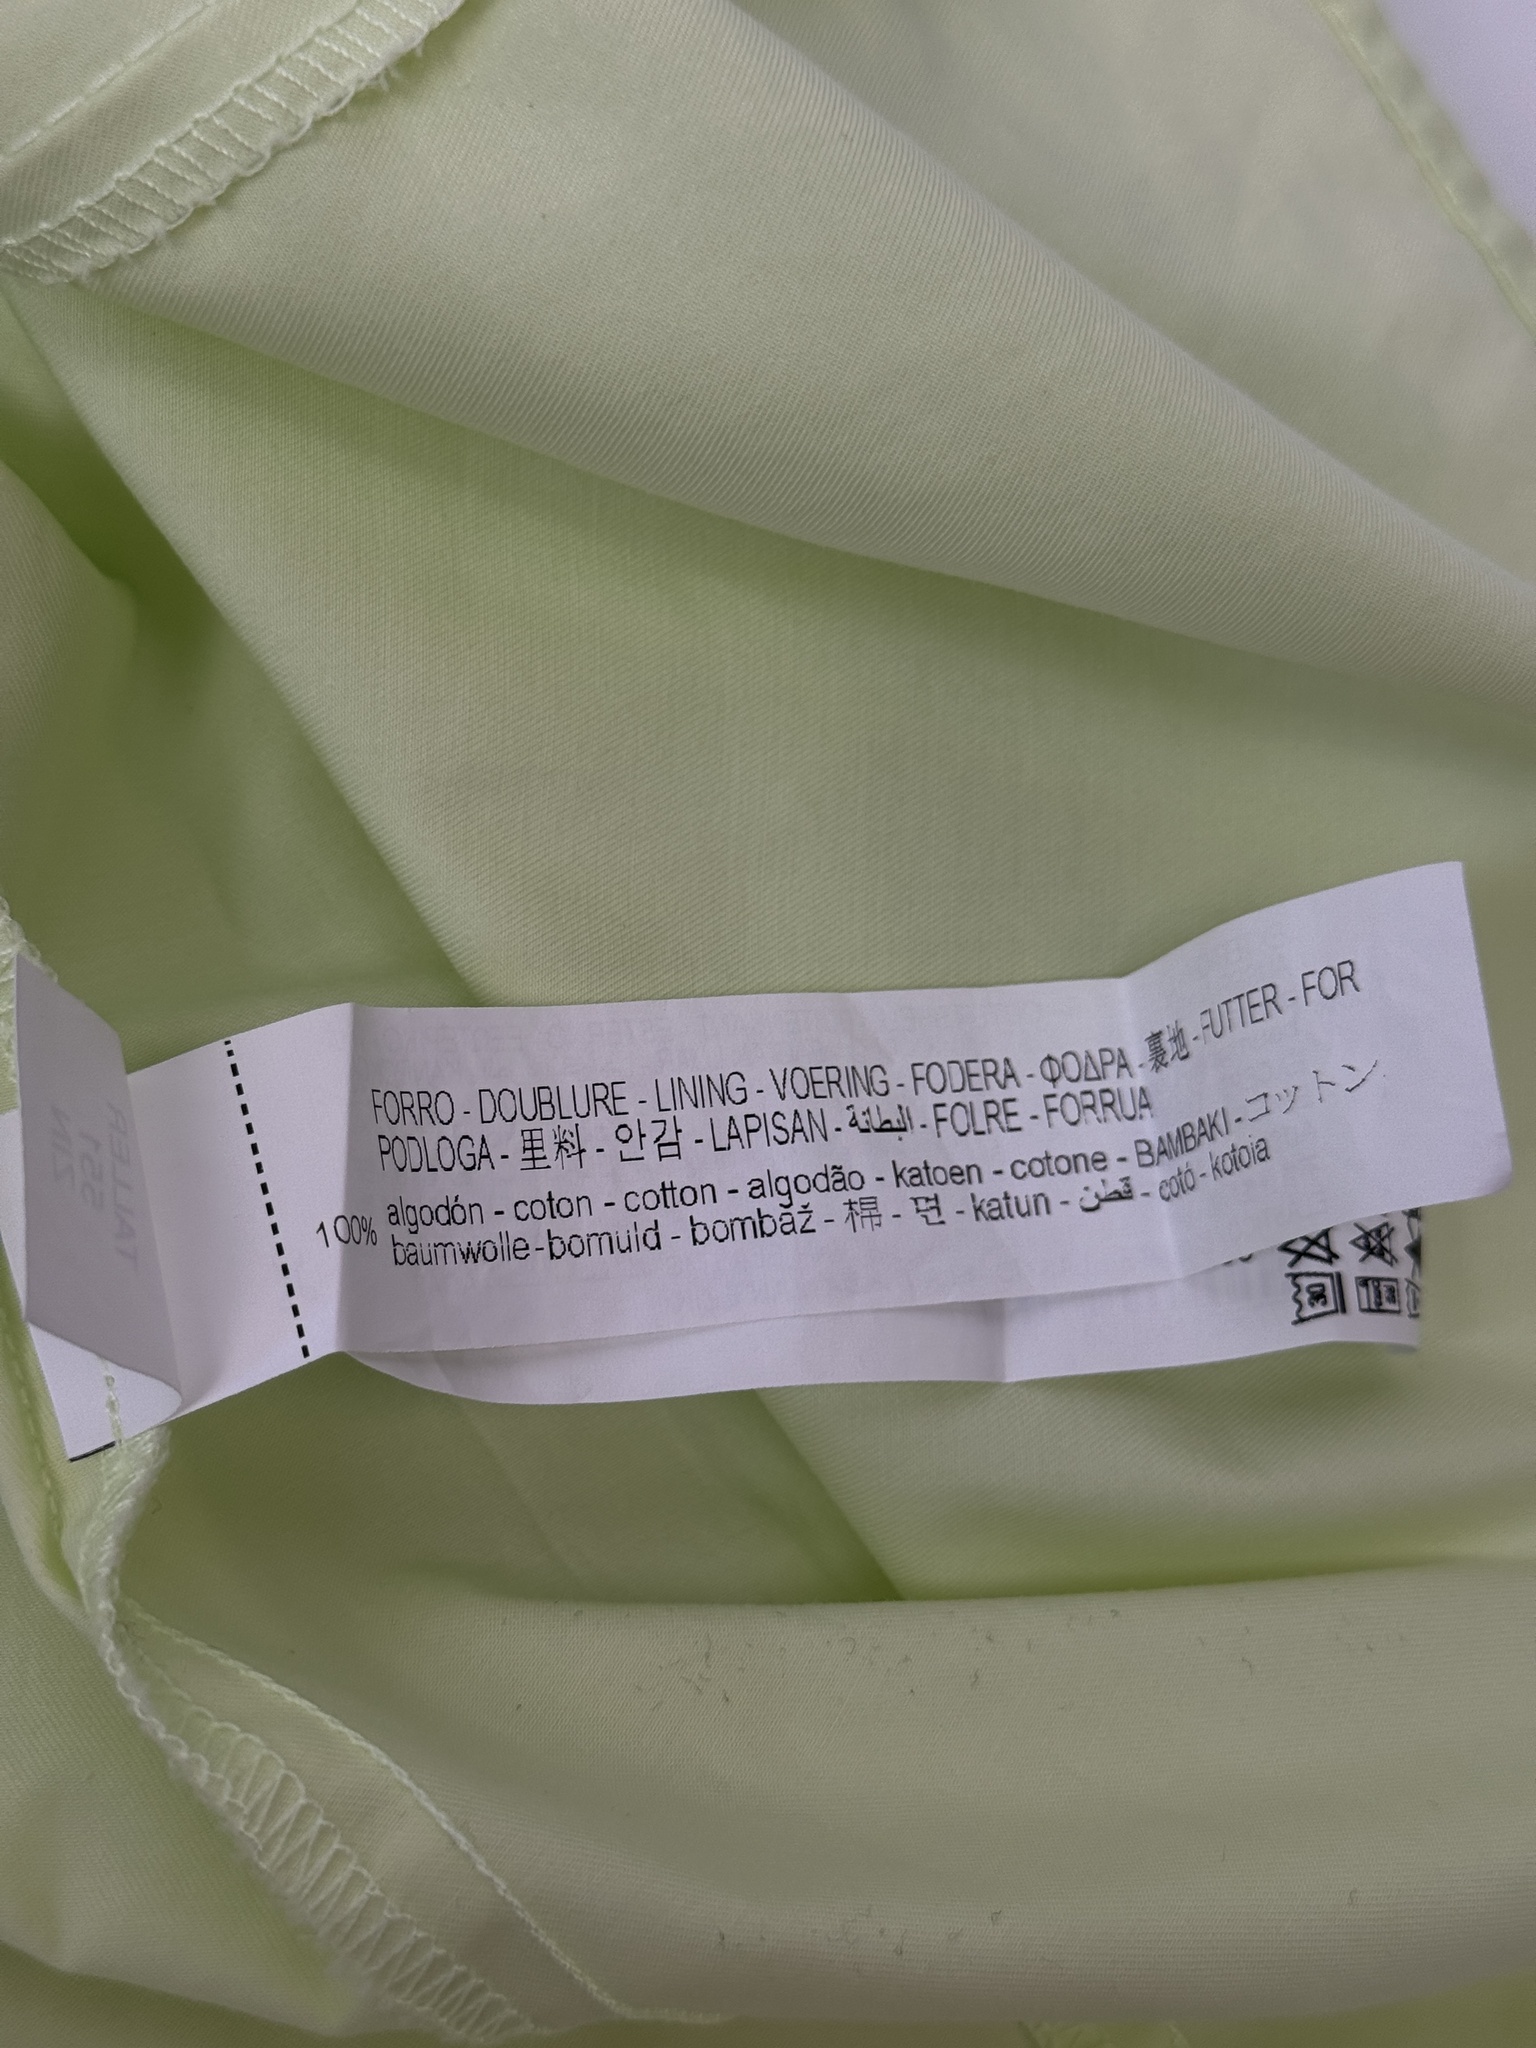 FORRO - DOUBLURE - LINING - VOERING - FODERA - ΦΟΔΡΑ - 裏地 - FUTTER - FOR
PODLOGA - 里料 - 안감 - LAPISAN - البطانة - FOLRE - FORRUA
100% algodón - coton - cotton - algodão - katoen - cotone - BAMBAKI - コットン
baumwolle - bomuld - bombāž - 棉 - 면 - katun - قطن - cotó - kotoia